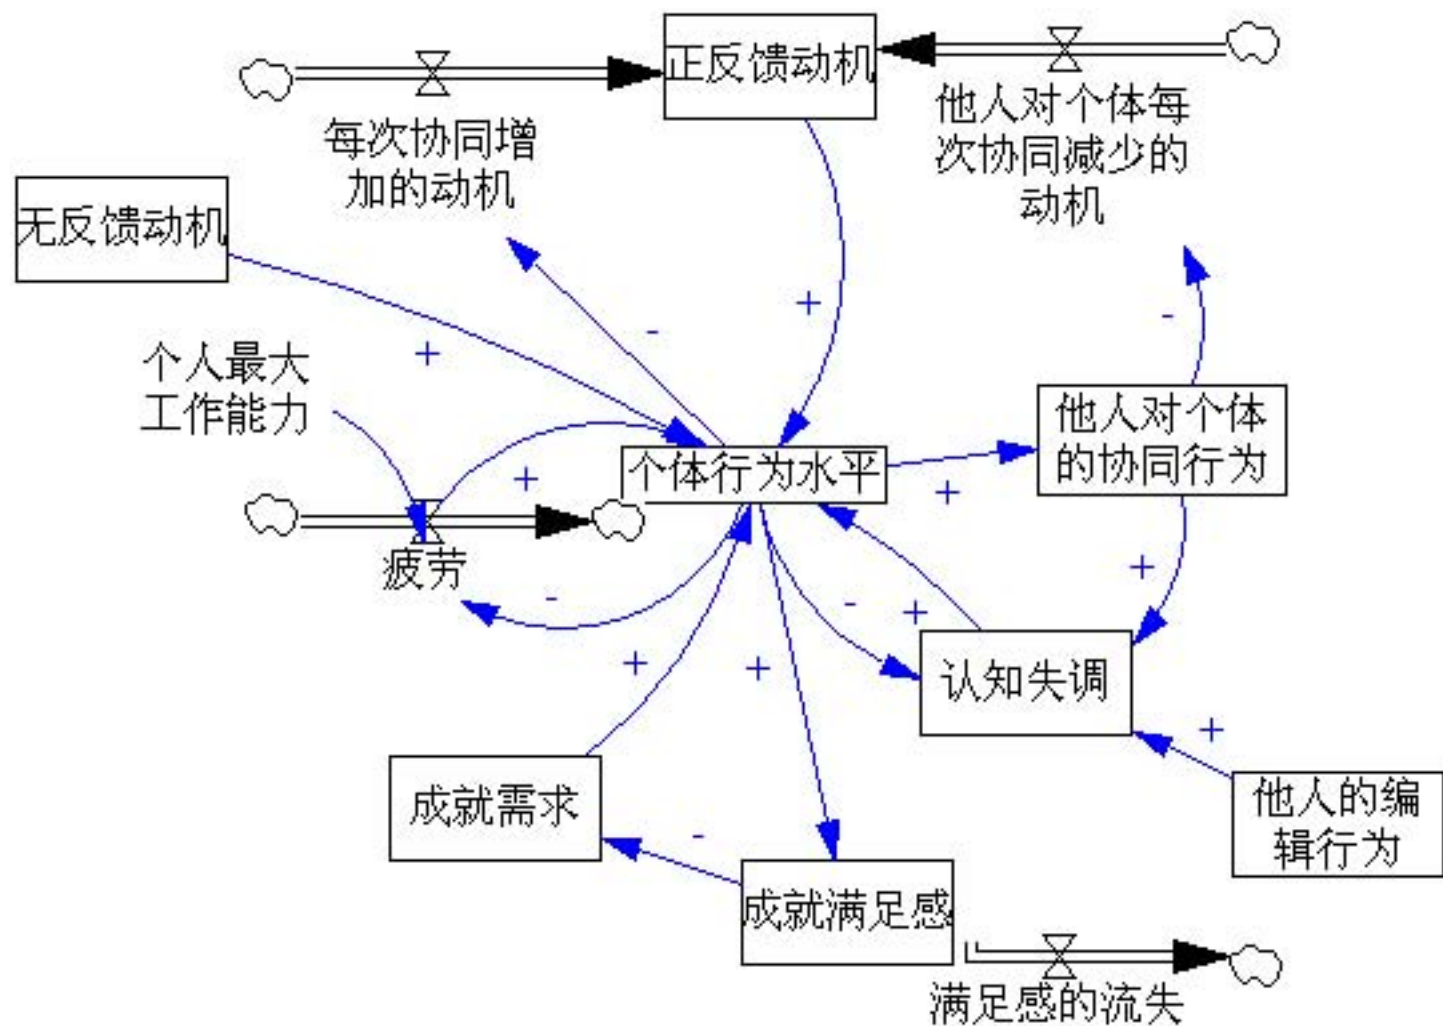 正反馈动机
他人对个体每
次协同减少的
动机
每次协同增
加的动机
无反馈动机
+
+
-
-
个人最大
工作能力
他人对个体
的协同行为
个体行为水平
+
+
疲劳
-
-
+
+
+
+
认知失调
+
成就需求
-
他人的编
辑行为
成就满足感
满足感的流失